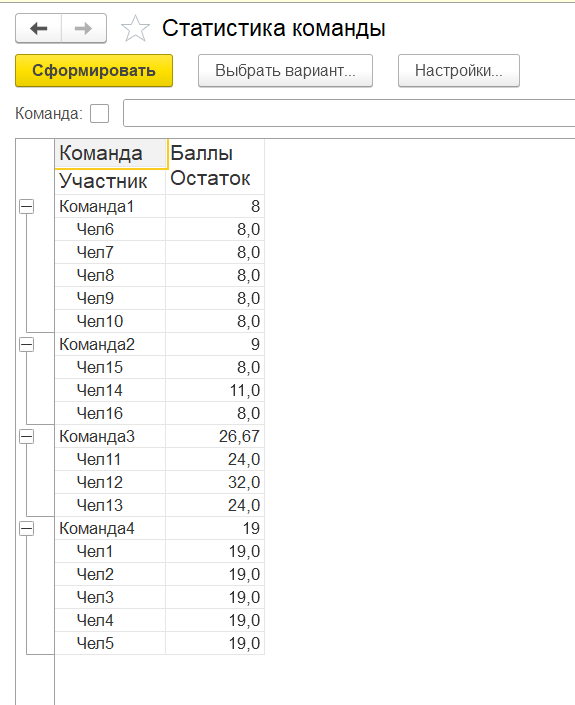 Статистика команды
Сформировать Выбрать вариант... Настройки...
Команда:
Команда Баллы
Участник Остаток
Команда1 8
Чел6 8,0
Чел7 8,0
Чел8 8,0
Чел9 8,0
Чел10 8,0
Команда2 9
Чел15 8,0
Чел14 11,0
Чел16 8,0
Команда3 26,67
Чел11 24,0
Чел12 32,0
Чел13 24,0
Команда4 19
Чел1 19,0
Чел2 19,0
Чел3 19,0
Чел4 19,0
Чел5 19,0